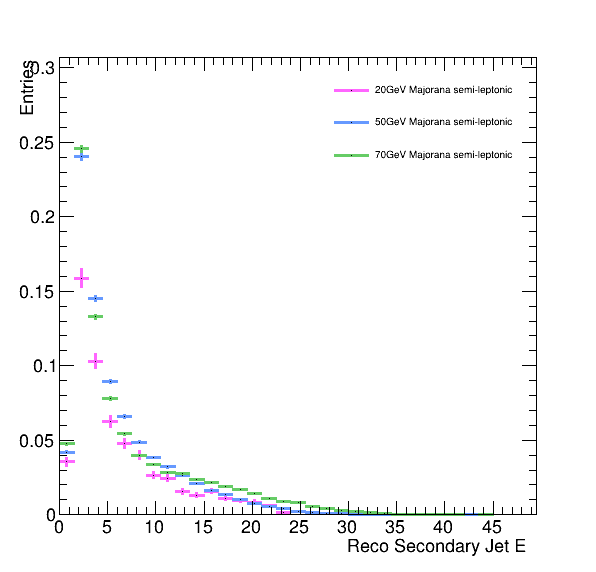 Entries
0.3
0.25
0.2
0.15
0.1
0.05
0
20GeV Majorana semi-leptonic
50GeV Majorana semi-leptonic
70GeV Majorana semi-leptonic
0 5 10 15 20 25 30 35 40 45
Reco Secondary Jet E